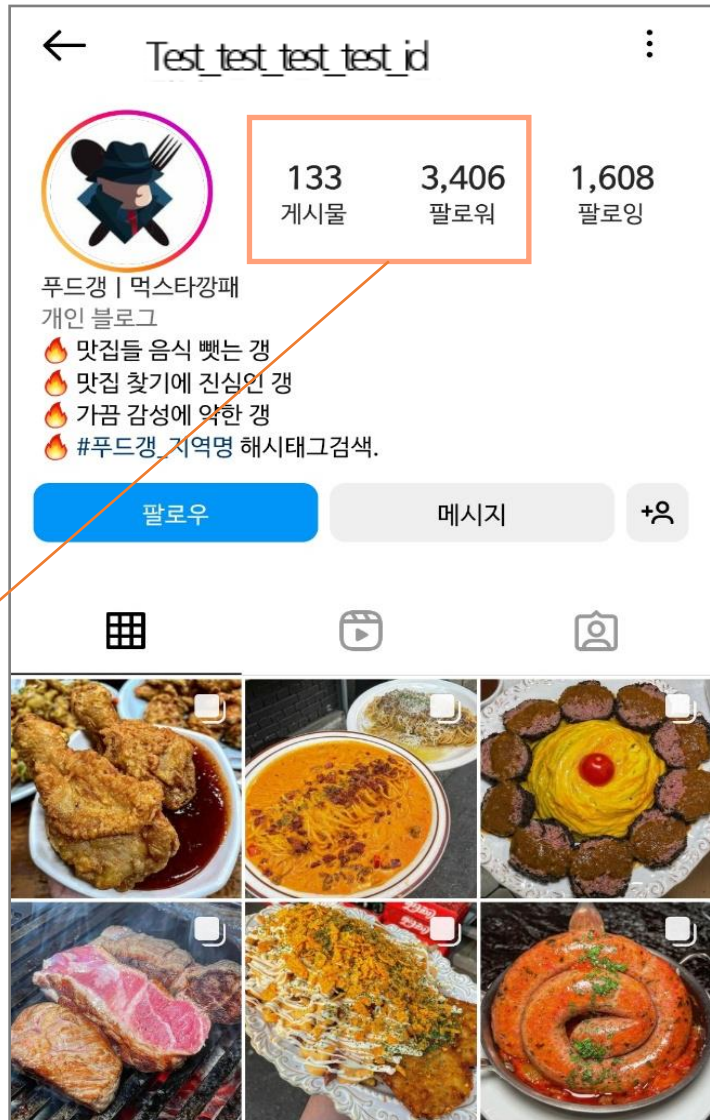 Test_test_test_test_id
133 3,406 1,608
게시물 팔로워 팔로잉
푸드갱 | 먹스타깡패
개인 블로그
🔥 맛집들 음식 뺏는 갱
🔥 맛집 찾기에 진심인 갱
🔥 가끔 감성에 약한 갱
🔥 #푸드갱_지역명 해시태그검색.
팔로우 메시지